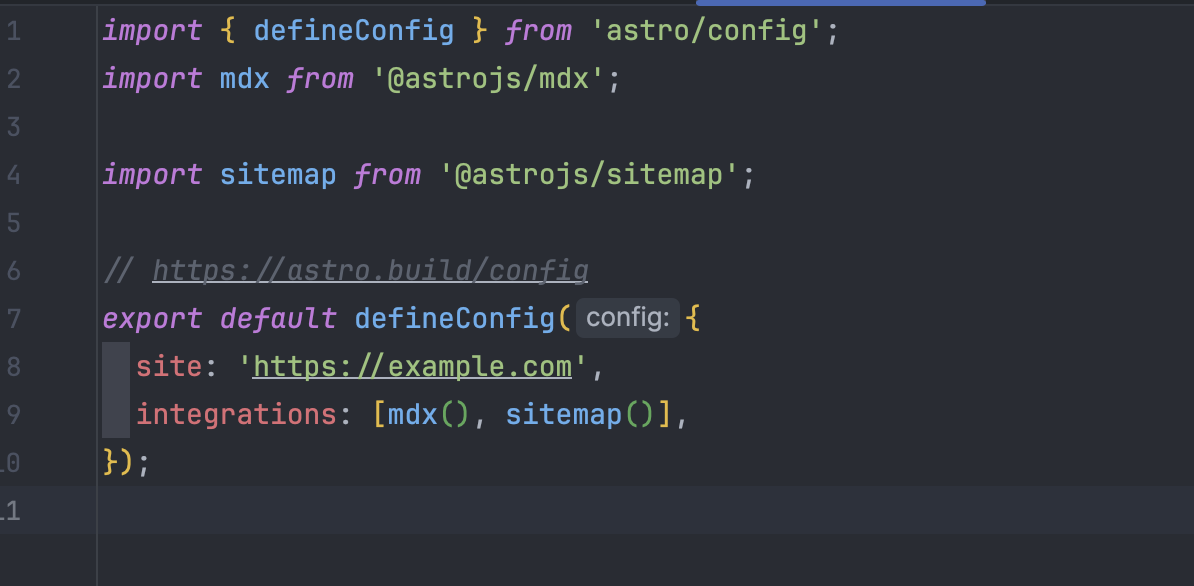 1 import { defineConfig } from 'astro/config';
2 import mdx from '@astrojs/mdx';
3
4 import sitemap from '@astrojs/sitemap';
5
6 // https://astro.build/config
7 export default defineConfig( config: {
8   site: 'https://example.com',
9   integrations: [mdx(), sitemap()],
10 });
11